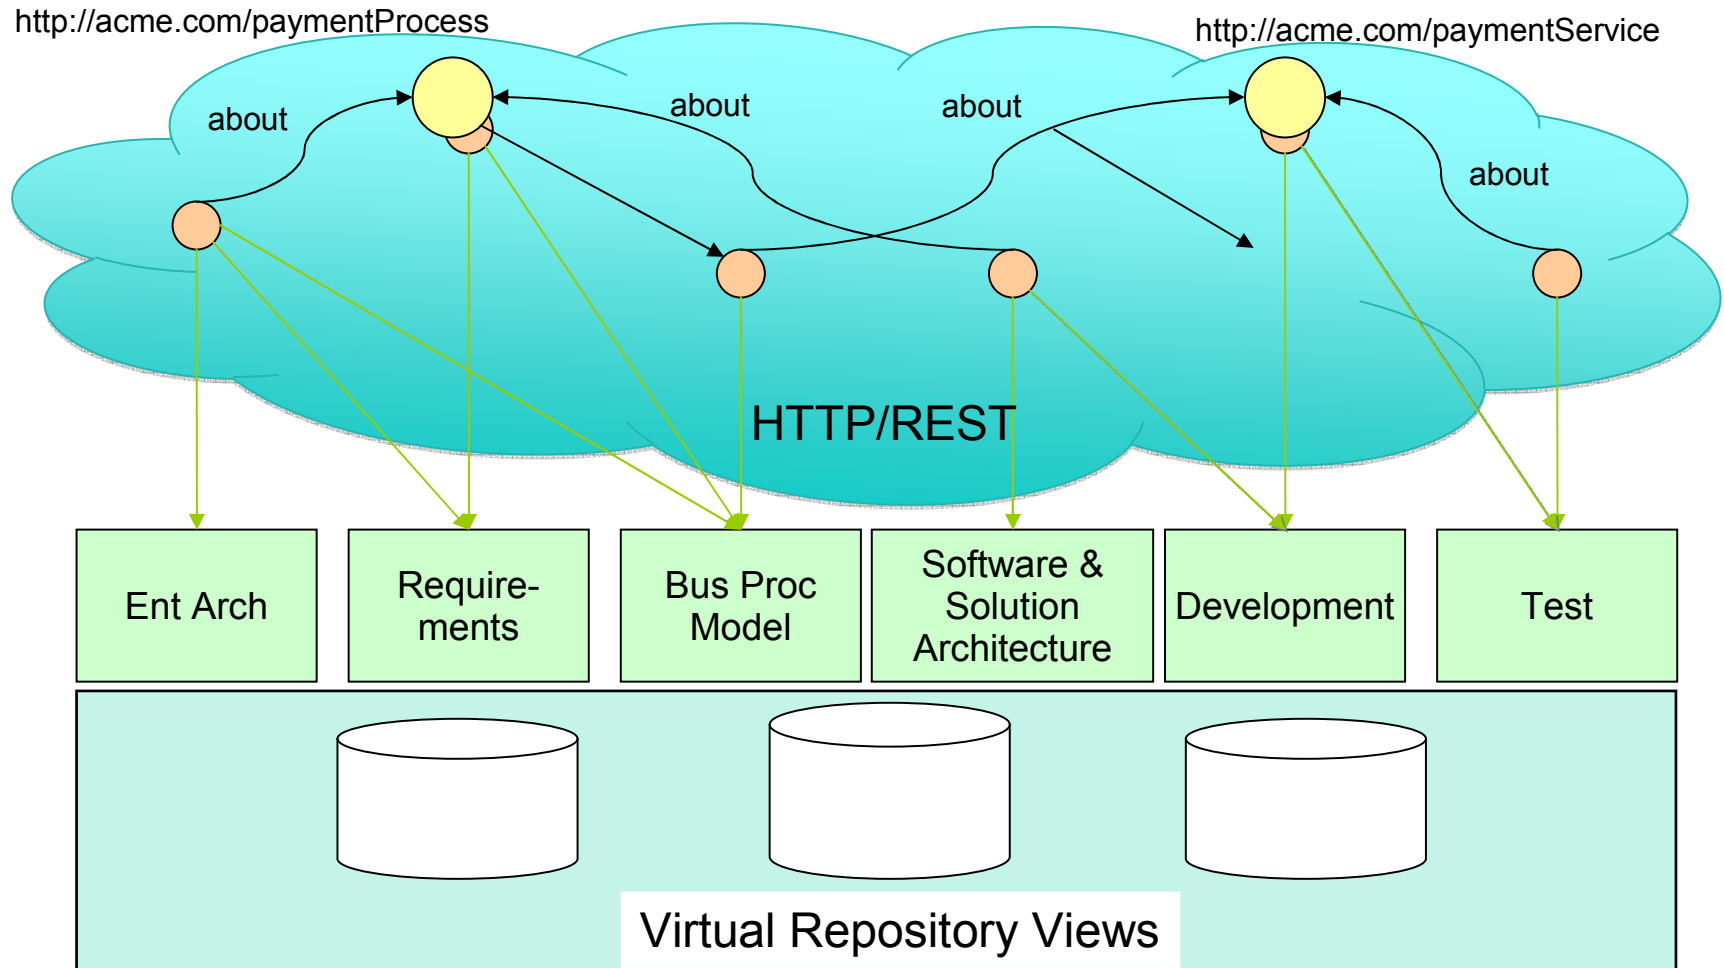 http://acme.com/paymentProcess
http://acme.com/paymentService
about
about
about
about
HTTP/REST
Ent Arch
Require-
ments
Bus Proc
Model
Software &
Solution
Architecture
Development
Test
Virtual Repository Views